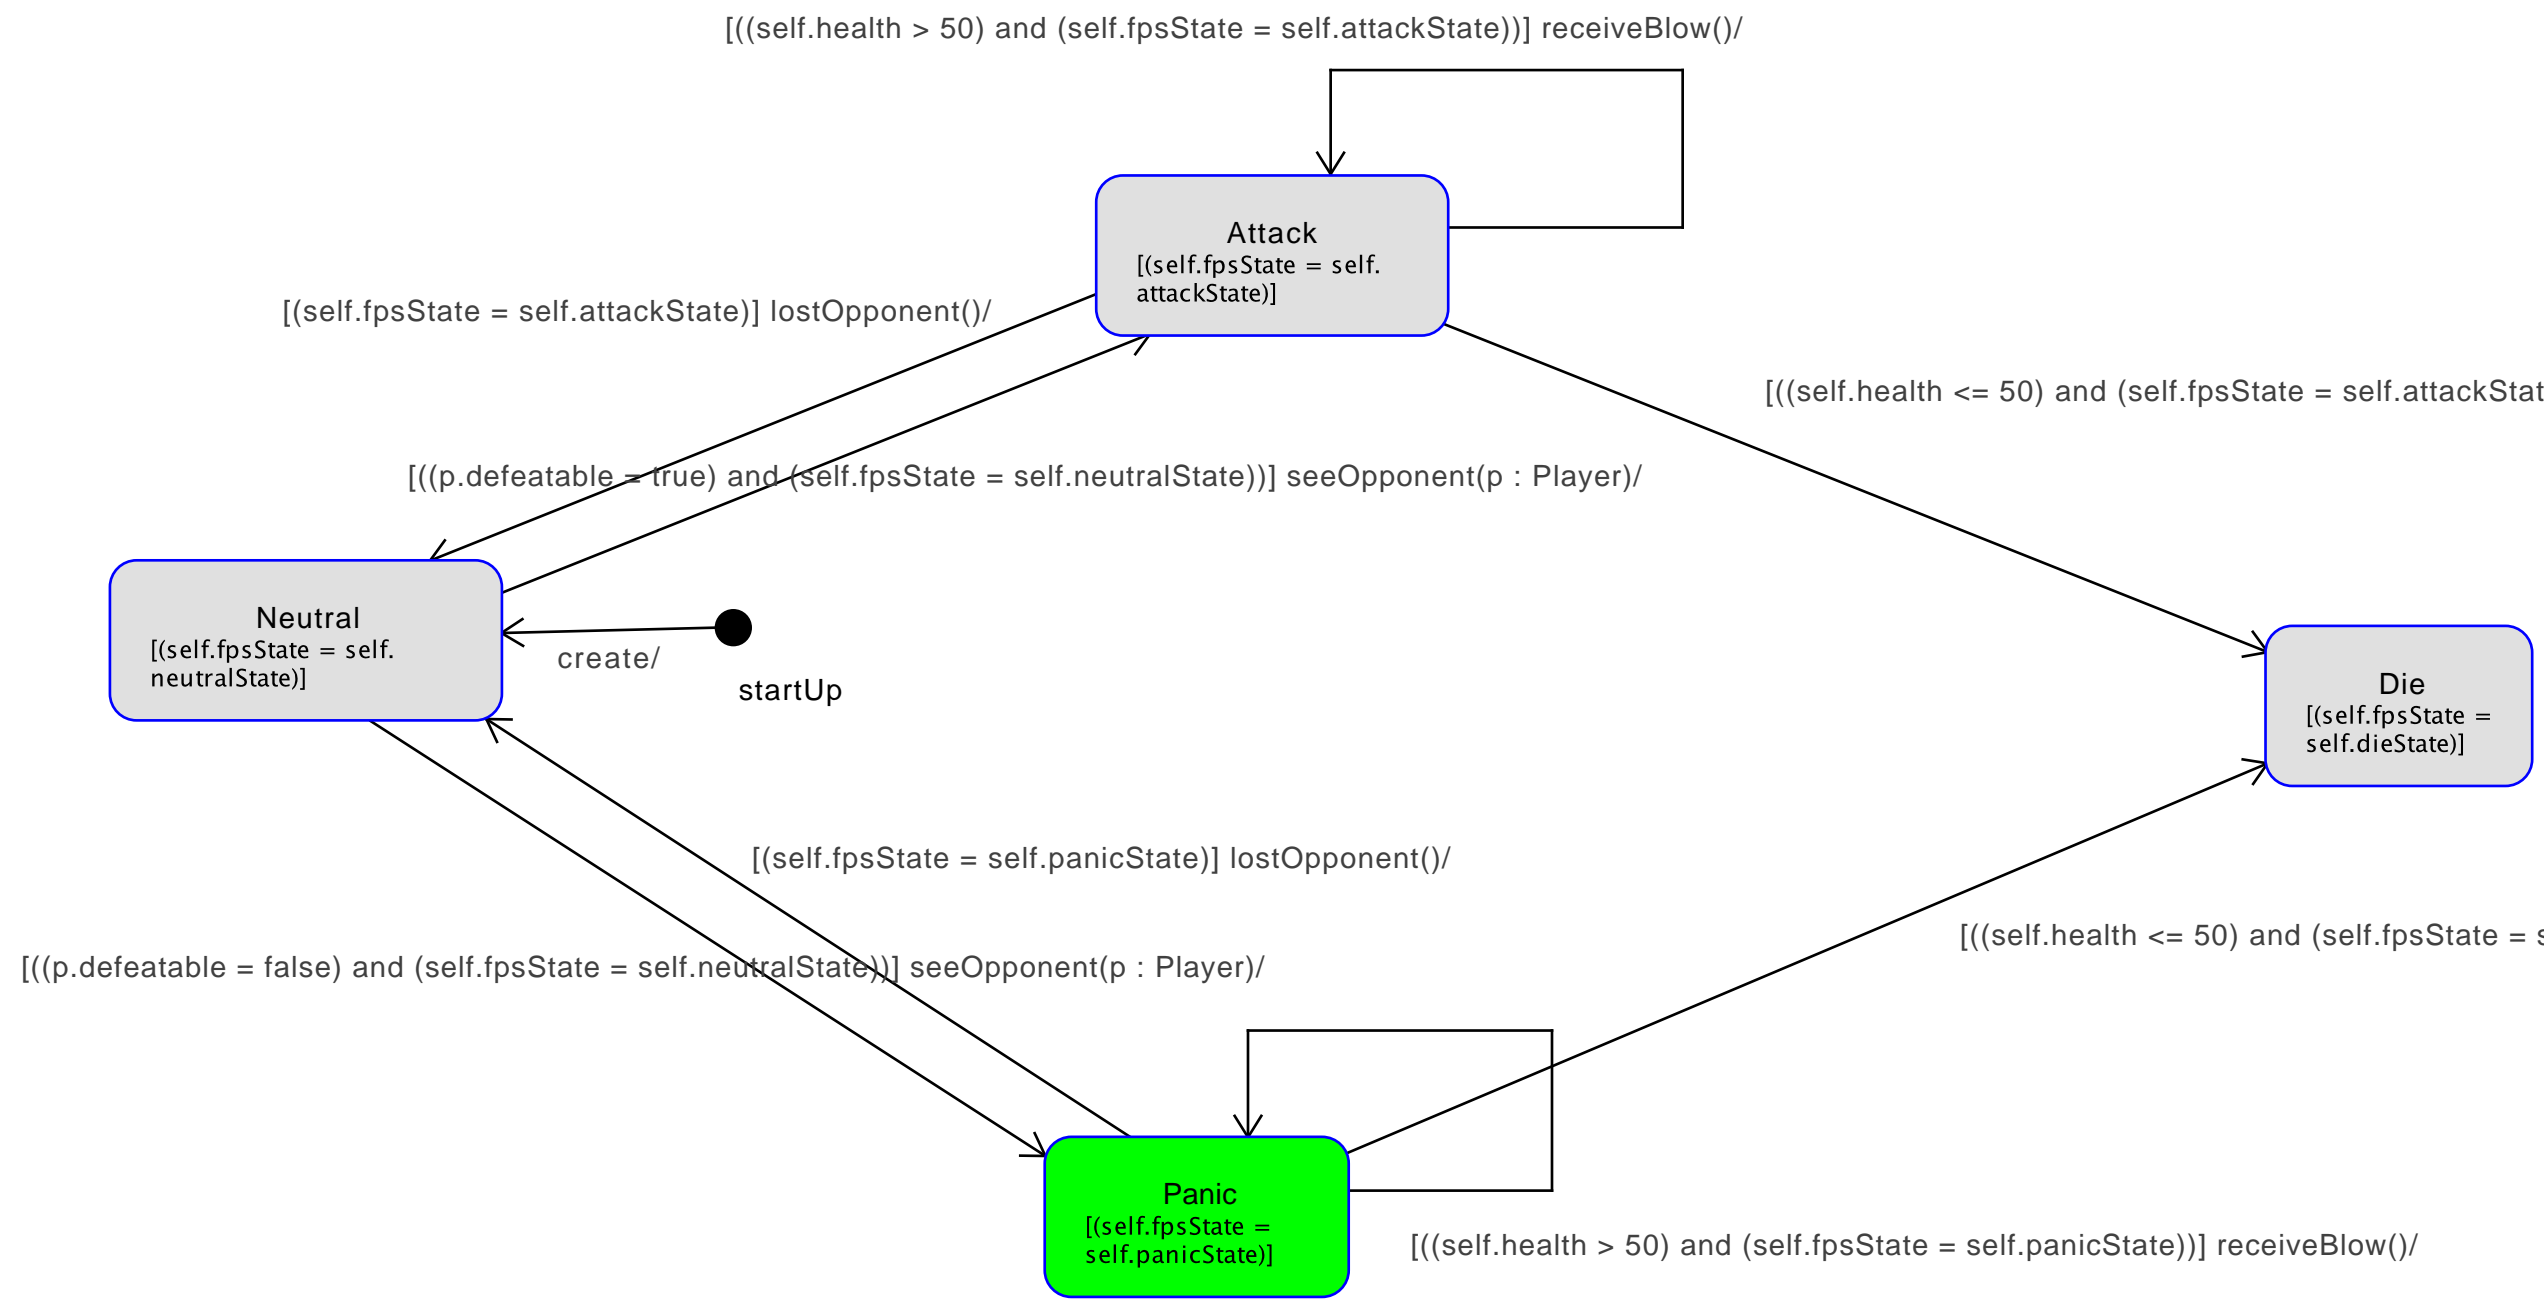 [((self.health > 50) and (self.fpsState = self.attackState))] receiveBlow()/
Attack
[(self.fpsState = self.
attackState)]
[(self.fpsState = self.attackState)] lostOpponent()/
[((self.health <= 50) and (self.fpsState = self.attackStat
[((p.defeatable = true) and (self.fpsState = self.neutralState))] seeOpponent(p : Player)/
Neutral
[(self.fpsState = self.
neutralState)]
create/
startUp
Die
[(self.fpsState =
self.dieState)]
[(self.fpsState = self.panicState)] lostOpponent()/
[((self.health <= 50) and (self.fpsState = s
[((p.defeatable = false) and (self.fpsState = self.neutralState))] seeOpponent(p : Player)/
Panic
[(self.fpsState =
self.panicState)]
[((self.health > 50) and (self.fpsState = self.panicState))] receiveBlow()/